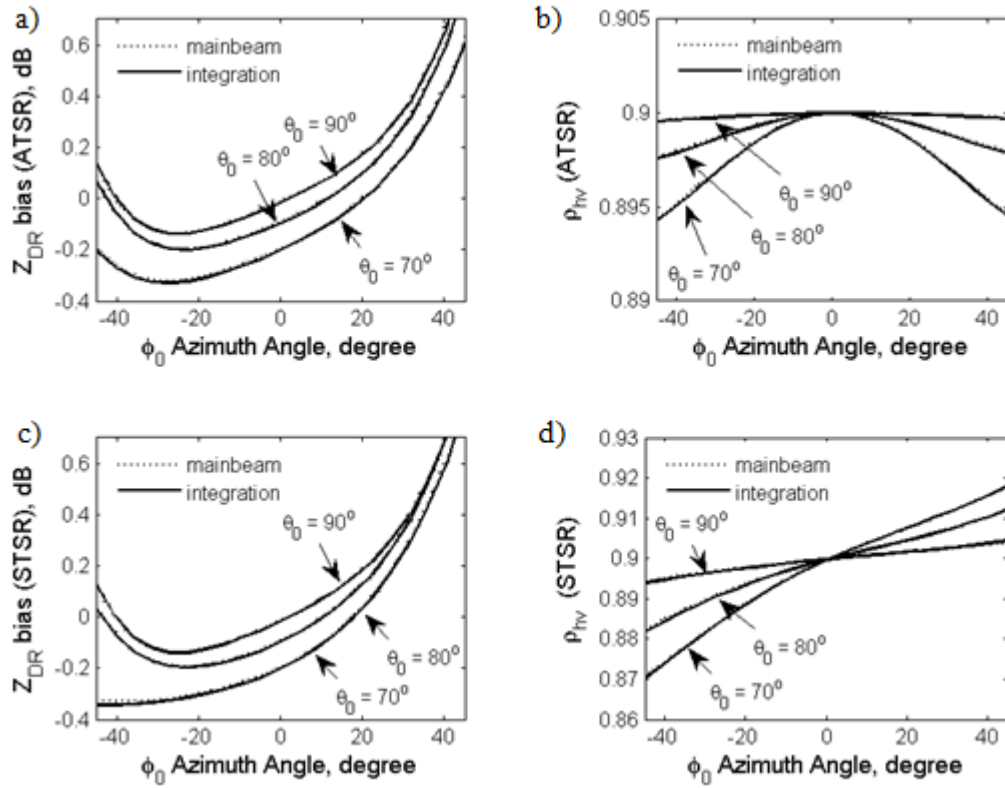 a)
Z_DR bias (ATSR), dB
0.6
0.4
0.2
0
-0.2
-0.4
mainbeam
integration
θ₀ = 90°
θ₀ = 80°
θ₀ = 70°
-40 -20 0 20 40
ϕ₀ Azimuth Angle, degree
b)
ρ_hv (ATSR)
0.905
0.9
0.895
0.89
mainbeam
integration
θ₀ = 90°
θ₀ = 80°
θ₀ = 70°
-40 -20 0 20 40
ϕ₀ Azimuth Angle, degree
c)
Z_DR bias (STSR), dB
0.6
0.4
0.2
0
-0.2
-0.4
mainbeam
integration
θ₀ = 90°
θ₀ = 80°
θ₀ = 70°
-40 -20 0 20 40
ϕ₀ Azimuth Angle, degree
d)
ρ_hv (STSR)
0.93
0.92
0.91
0.9
0.89
0.88
0.87
0.86
mainbeam
integration
θ₀ = 90°
θ₀ = 80°
θ₀ = 70°
-40 -20 0 20 40
ϕ₀ Azimuth Angle, degree